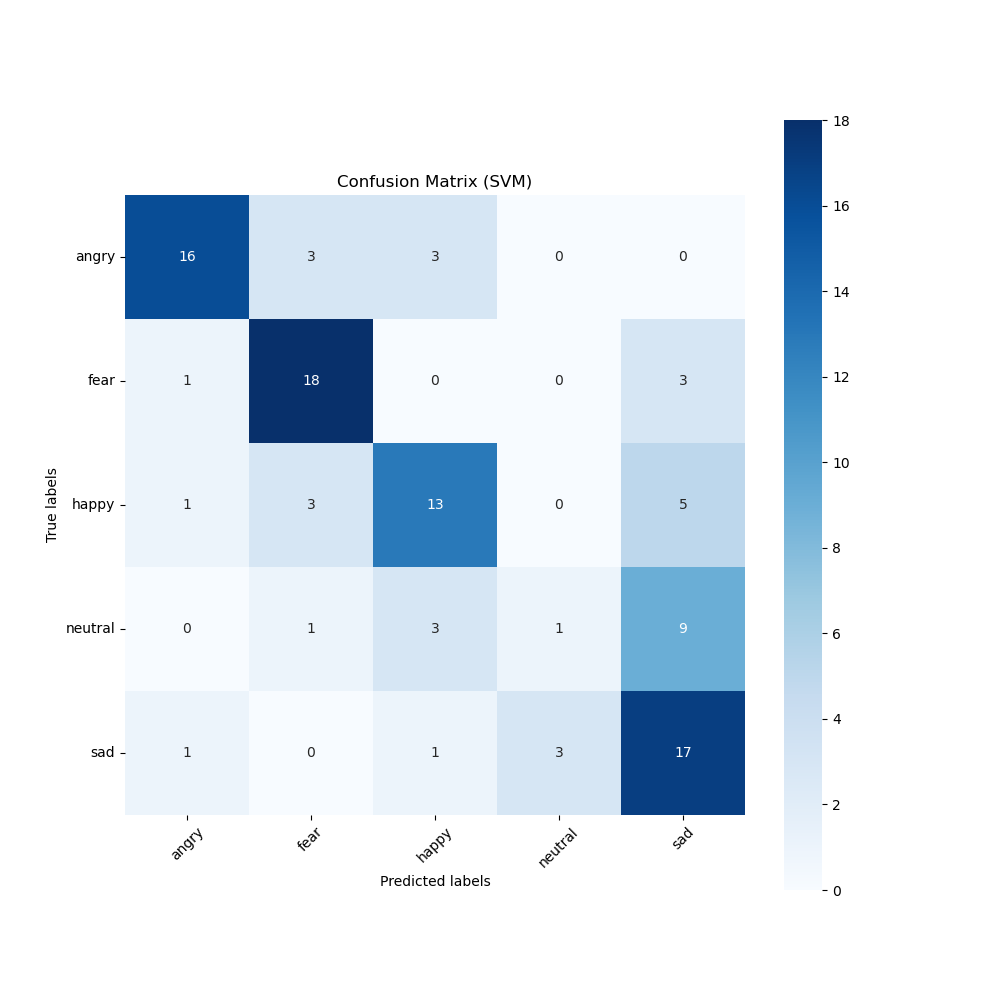 Confusion Matrix (SVM)
angry 16 3 3 0 0
fear 1 18 0 0 3
happy 1 3 13 0 5
neutral 0 1 3 1 9
sad 1 0 1 3 17
angry fear happy neutral sad
True labels
Predicted labels
18
16
14
12
10
8
6
4
2
0